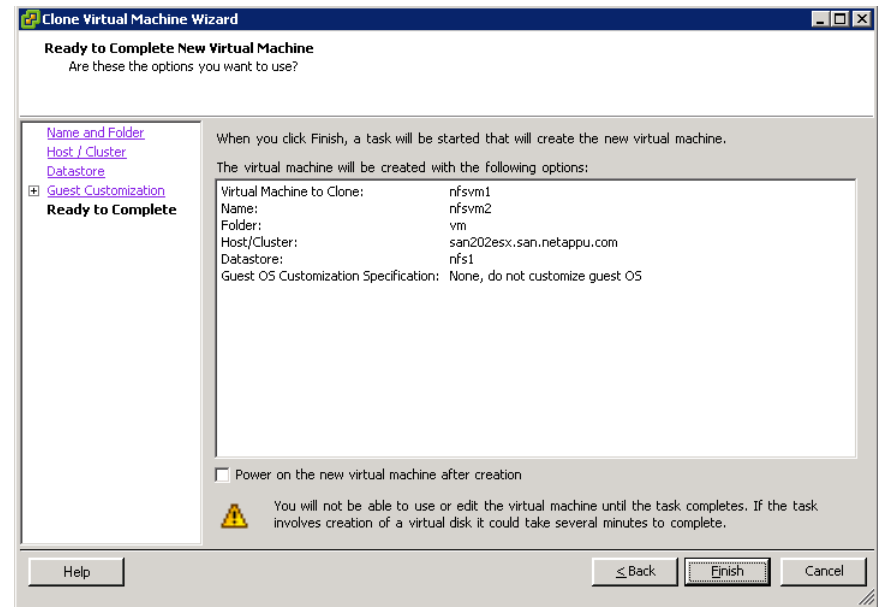 Clone Virtual Machine Wizard
Ready to Complete New Virtual Machine
Are these the options you want to use?
Name and Folder
Host / Cluster
Datastore
Guest Customization
Ready to Complete
When you click Finish, a task will be started that will create the new virtual machine.
The virtual machine will be created with the following options:
Virtual Machine to Clone: nfsvm1
Name: nfsvm2
Folder: vm
Host/Cluster: san202esx.san.netappu.com
Datastore: nfs1
Guest OS Customization Specification: None, do not customize guest OS
Power on the new virtual machine after creation
You will not be able to use or edit the virtual machine until the task completes. If the task
involves creation of a virtual disk it could take several minutes to complete.
Help
< Back
Finish
Cancel